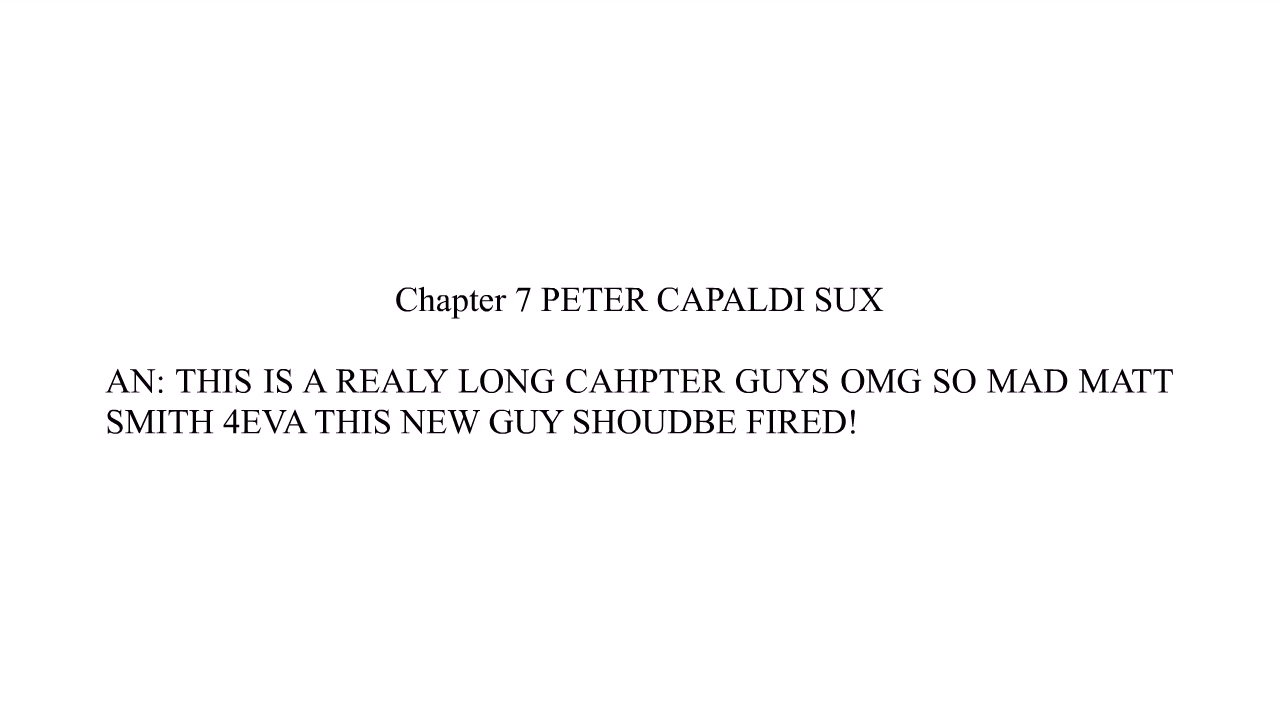 Chapter 7 PETER CAPALDI SUX
AN: THIS IS A REALY LONG CAHPTER GUYS OMG SO MAD MATT
SMITH 4EVA THIS NEW GUY SHOUDBE FIRED!